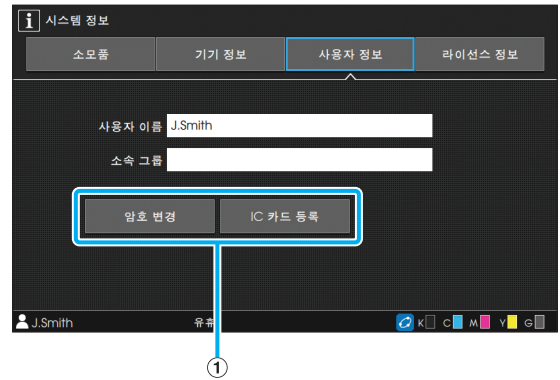 i 시스템 정보
소모품 기기 정보 사용자 정보 라이선스 정보
사용자 이름 J.Smith
소속 그룹
암호 변경 IC 카드 등록
J.Smith K C M Y G
①